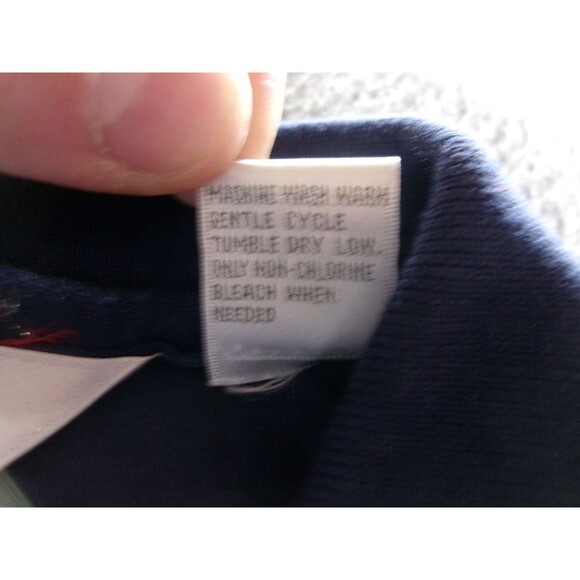 MACHINE WASH WARM
GENTLE CYCLE
TUMBLE DRY LOW.
ONLY NON-CHLORINE
BLEACH WHEN
NEEDED